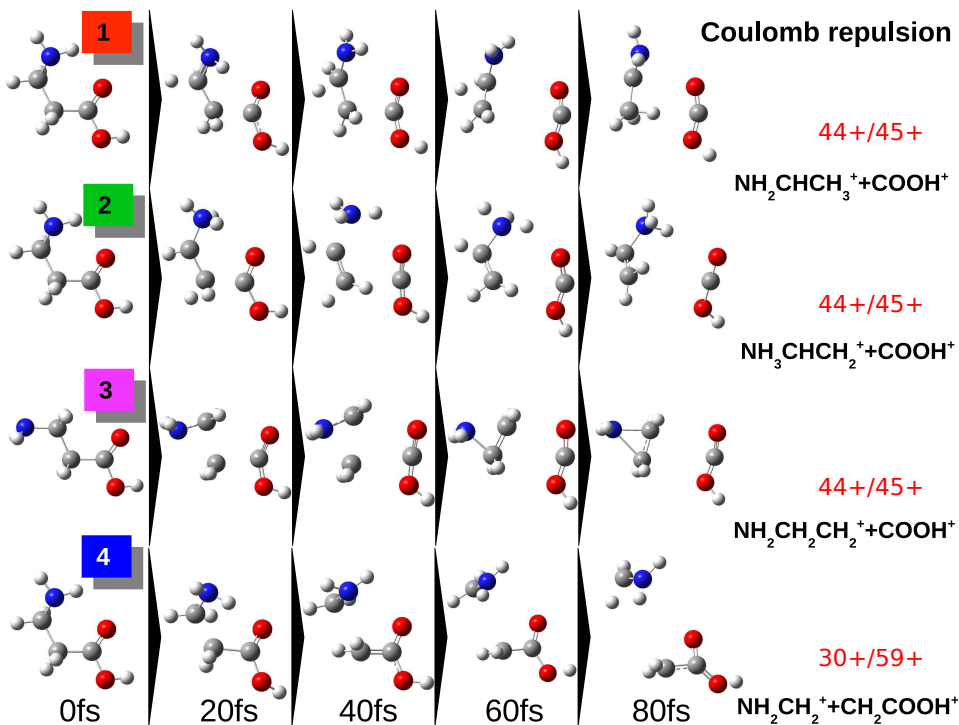 1
Coulomb repulsion
44+/45+
NH₂CHCH₃⁺+COOH⁺
2
44+/45+
NH₃CHCH₂⁺+COOH⁺
3
44+/45+
NH₂CH₂CH₂⁺+COOH⁺
4
30+/59+
NH₂CH₂⁺+CH₂COOH⁺
0fs 20fs 40fs 60fs 80fs